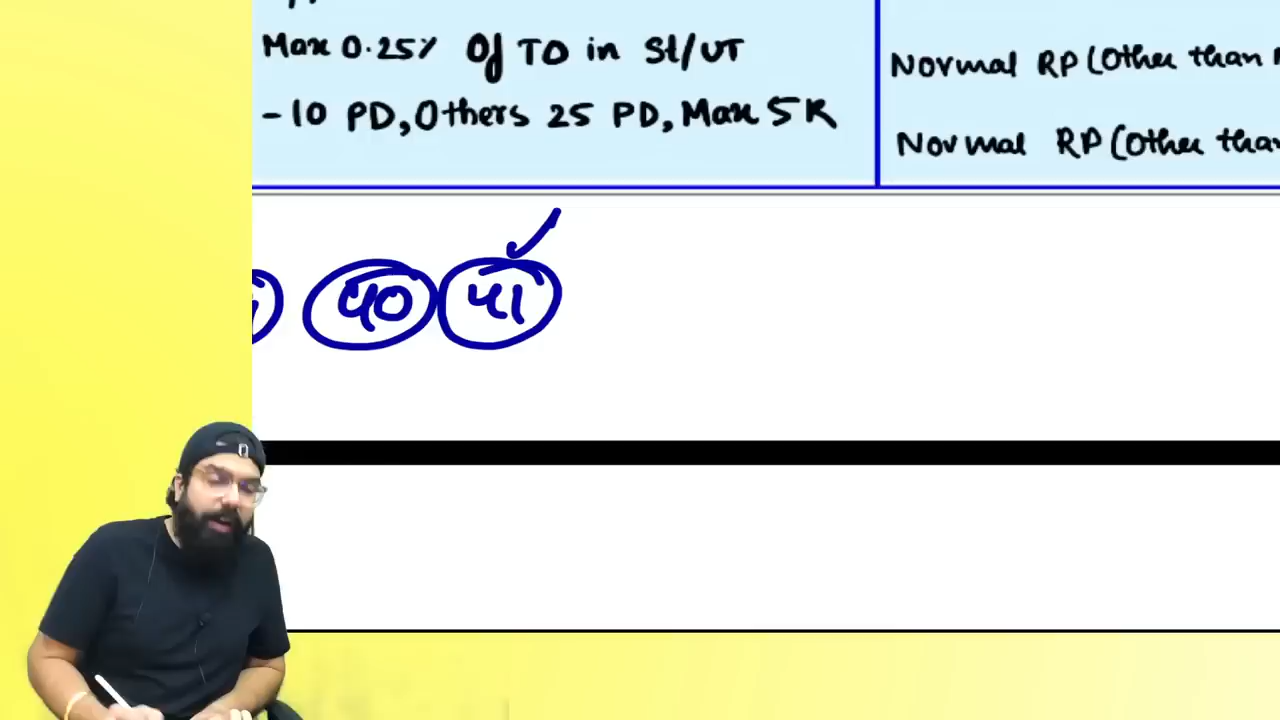 Max 0.25% Of TO in St/UT
- 10 PD, Others 25 PD, Max 5K
Normal RP (Other than
Normal RP (Other than
40 41